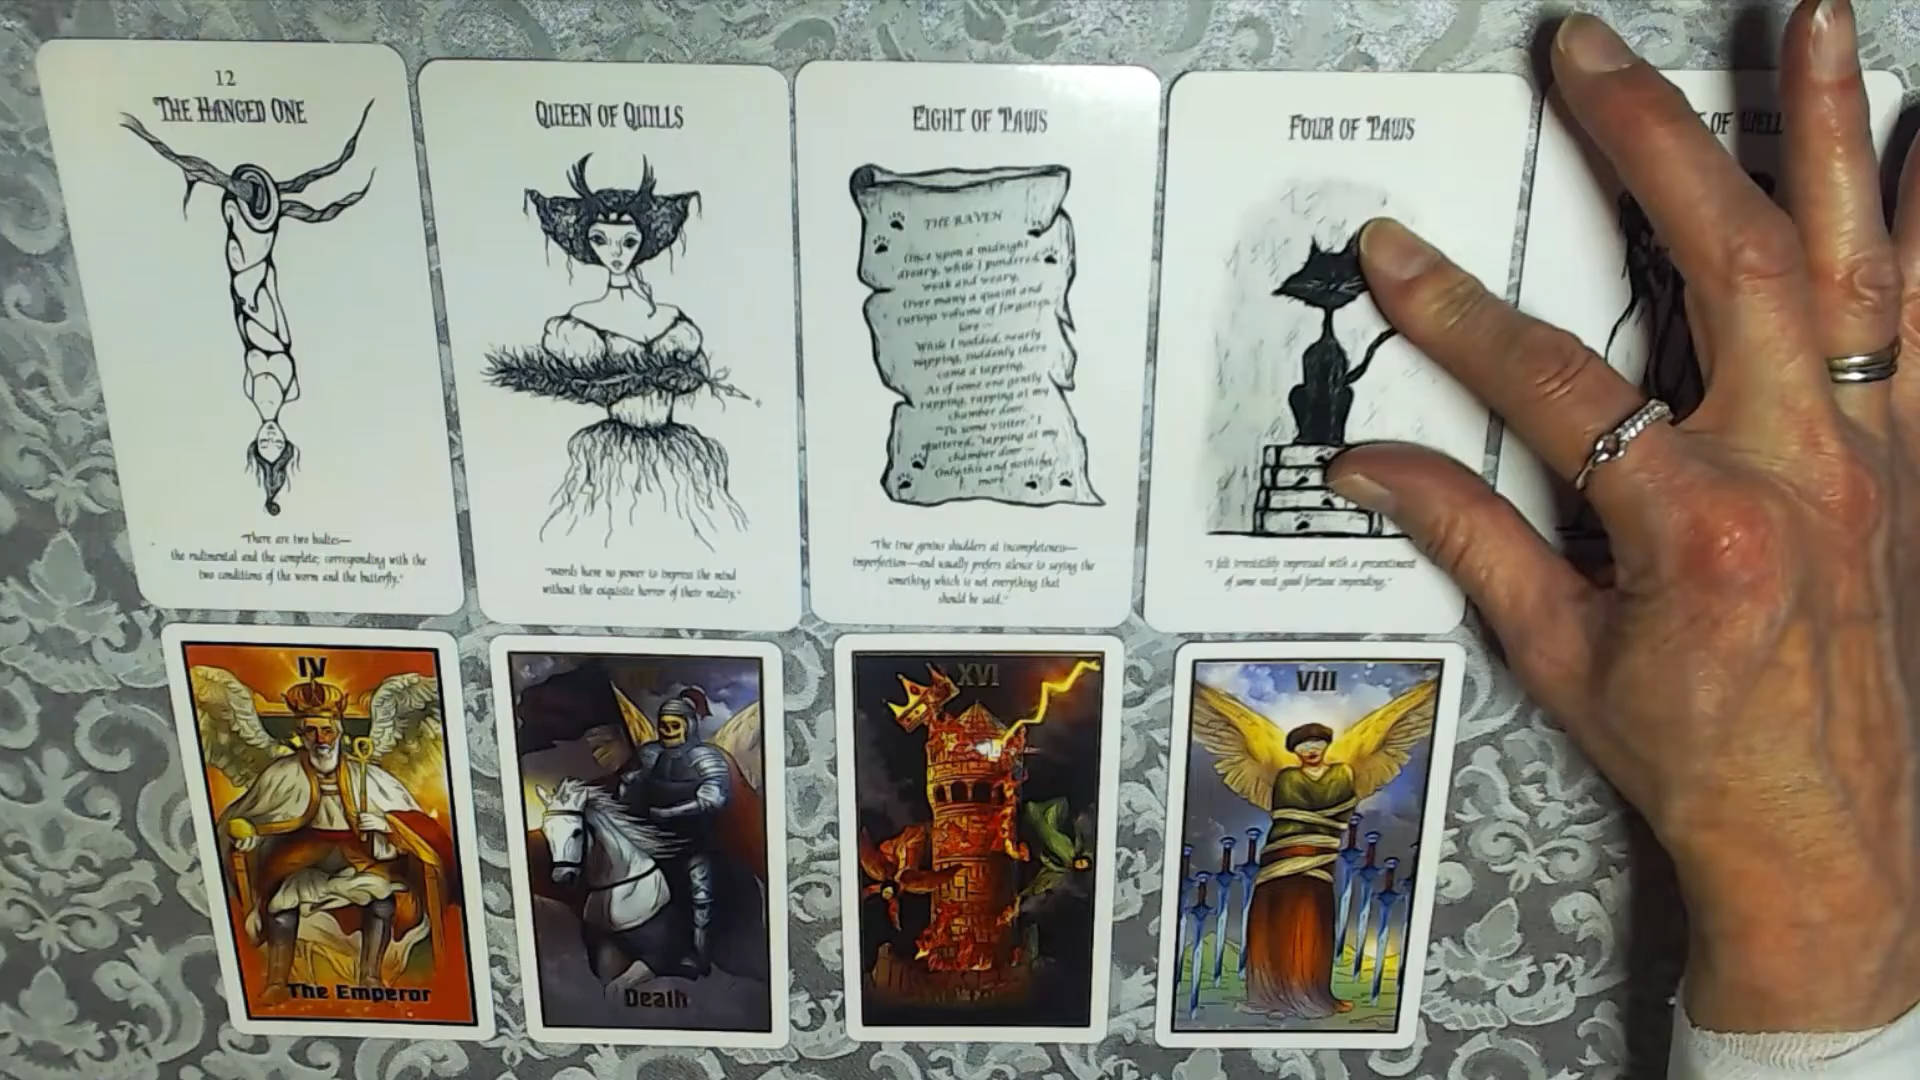 12
THE HANGED ONE
"There are two bodies—
the rudimental and the complete; corresponding with the
two conditions of the worm and the butterfly."
QUEEN OF QUILLS
"Words have no power to impress the mind
without the exquisite horror of their reality."
EIGHT OF PAWS
THE RAVEN
Once upon a midnight
dreary, while I pondered,
weak and weary,
Over many a quaint and
curious volume of forgotten
lore —
While I nodded, nearly
napping, suddenly there
came a tapping,
As of some one gently
rapping, rapping at my
chamber door.
"Tis some visiter," I
muttered, "tapping at my
chamber door —
Only this and nothing
more."
"The true genius shudders at incompleteness—
imperfection—and usually prefers silence to saying the
something which is not everything that
should be said."
FOUR OF PAWS
"I felt irresistibly impressed with a presentiment
of some vast good fortune impending."
OF WELL
IV
The Emperor
Death
XVI
VIII